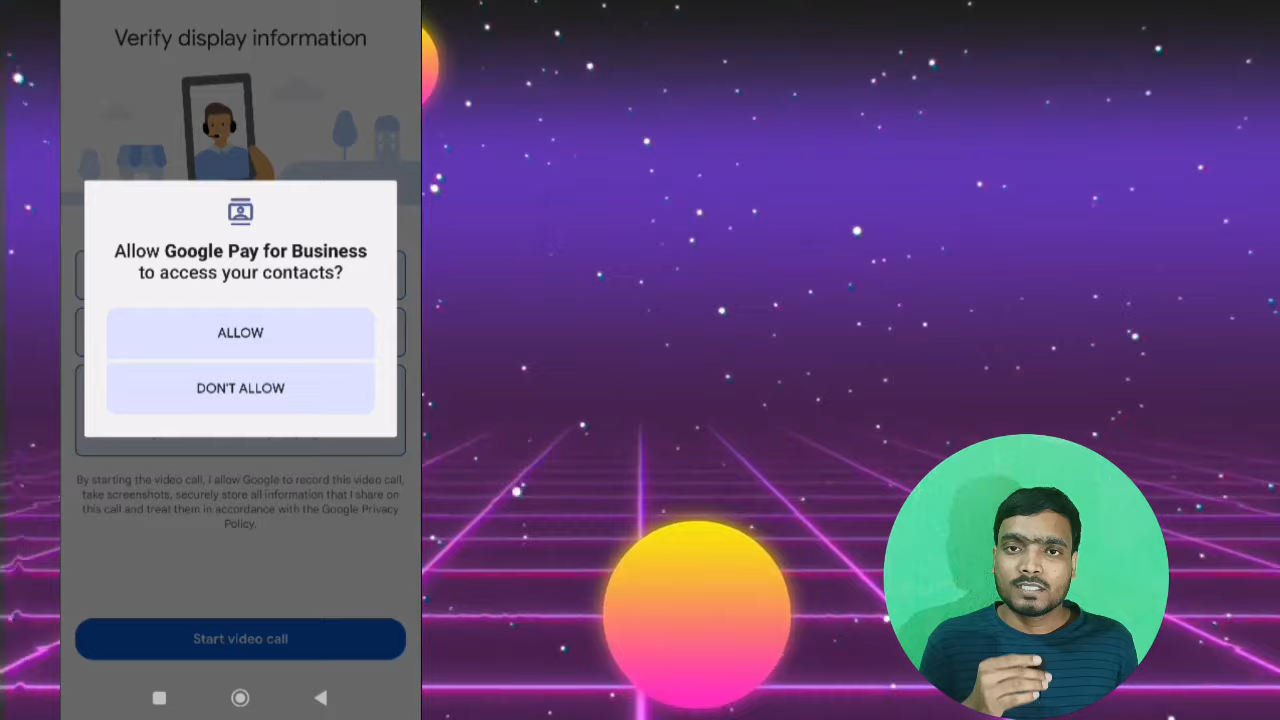 Verify display information
Allow Google Pay for Business
to access your contacts?
ALLOW
DON'T ALLOW
By starting the video call, I allow Google to record this video call,
take screenshots, securely store all information that I share on
this call and treat them in accordance with the Google Privacy
Policy.
Start video call